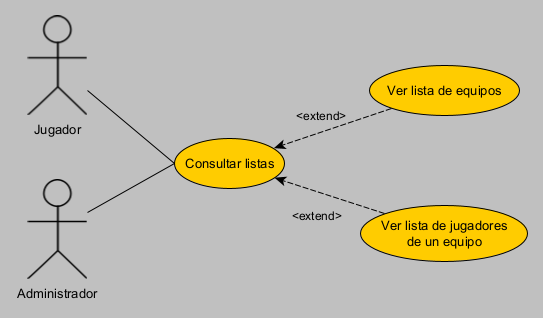 Jugador
Administrador
Consultar listas
<extend>
<extend>
Ver lista de equipos
Ver lista de jugadores
de un equipo